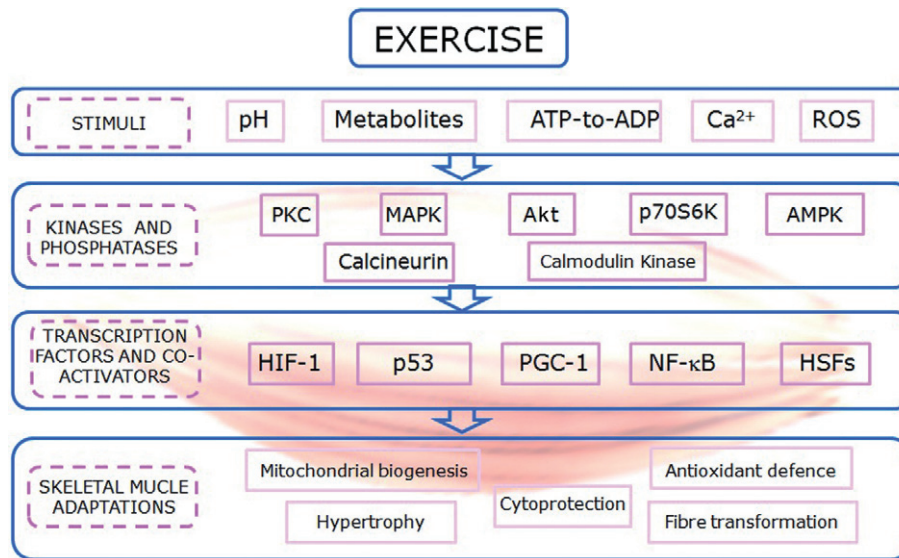 EXERCISE
STIMULI
pH
Metabolites
ATP-to-ADP
Ca²⁺
ROS
KINASES AND
PHOSPHATASES
PKC
MAPK
Akt
p70S6K
AMPK
Calcineurin
Calmodulin Kinase
TRANSCRIPTION
FACTORS AND CO-
ACTIVATORS
HIF-1
p53
PGC-1
NF-κB
HSFs
SKELETAL MUCLE
ADAPTATIONS
Mitochondrial biogenesis
Antioxidant defence
Cytoprotection
Hypertrophy
Fibre transformation